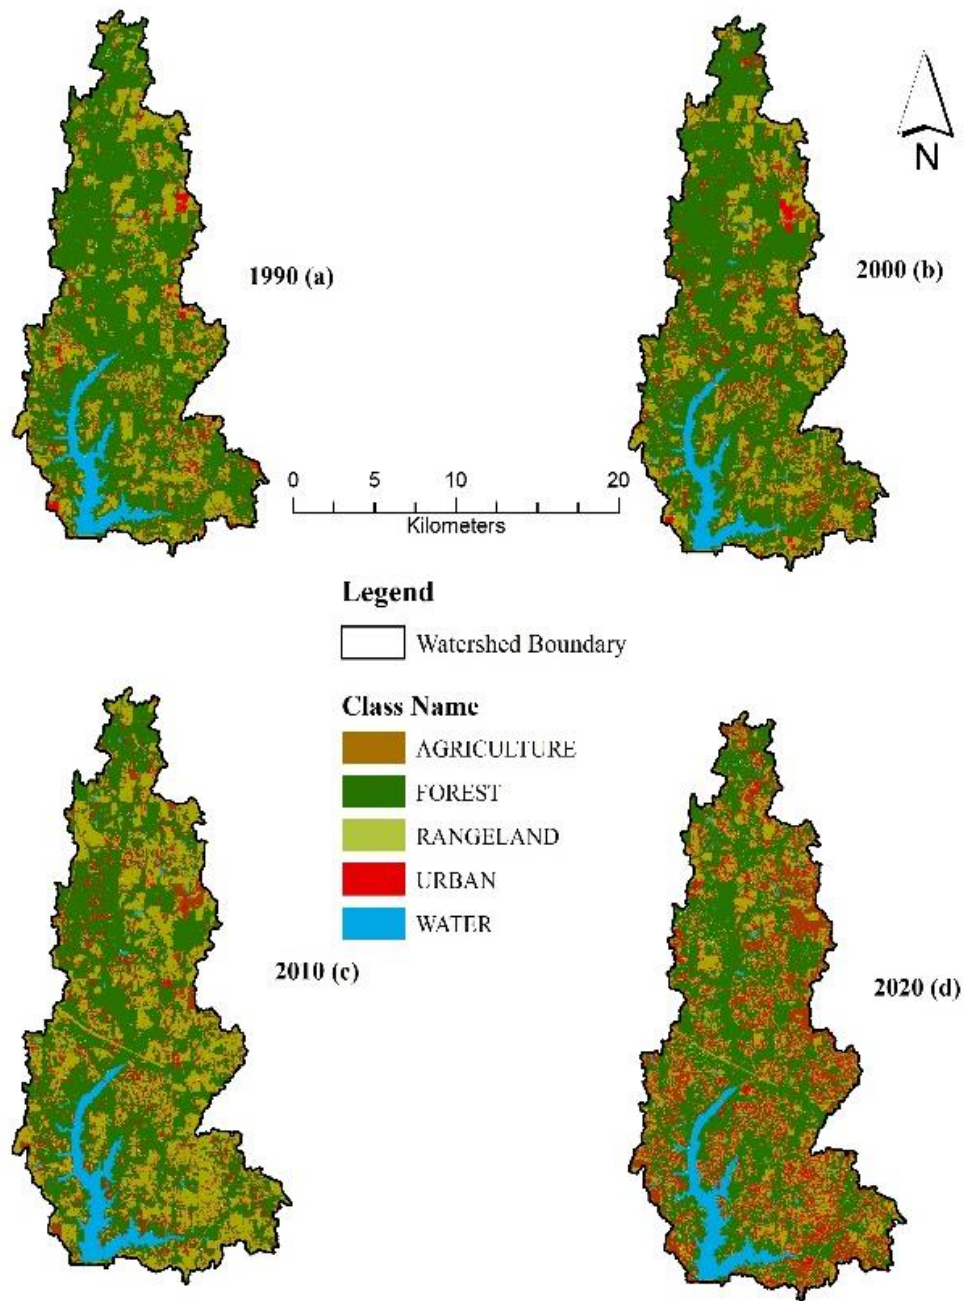 N
1990 (a)
2000 (b)
0 5 10 20
Kilometers
Legend
Watershed Boundary
Class Name
AGRICULTURE
FOREST
RANGELAND
URBAN
WATER
2010 (c)
2020 (d)